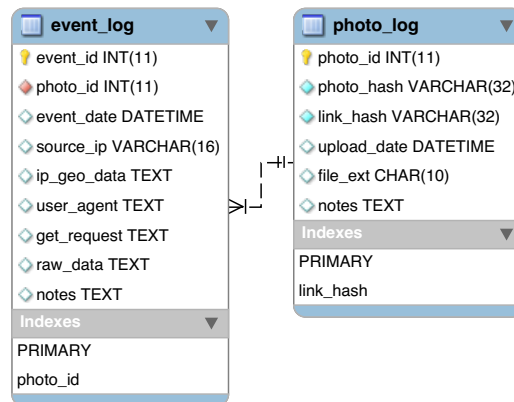 event_log
event_id INT(11)
photo_id INT(11)
event_date DATETIME
source_ip VARCHAR(16)
ip_geo_data TEXT
user_agent TEXT
get_request TEXT
raw_data TEXT
notes TEXT
Indexes
PRIMARY
photo_id
photo_log
photo_id INT(11)
photo_hash VARCHAR(32)
link_hash VARCHAR(32)
upload_date DATETIME
file_ext CHAR(10)
notes TEXT
Indexes
PRIMARY
link_hash